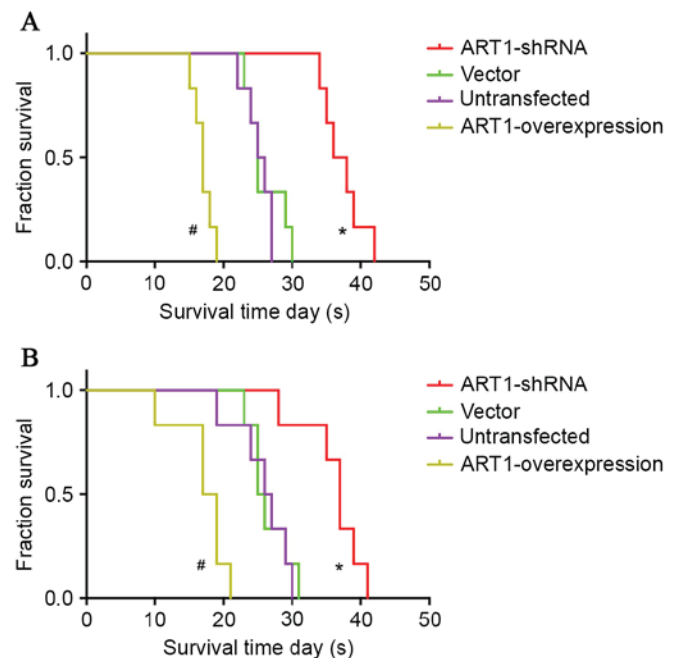 A
1.0
0.5
0.0
Fraction survival
0 10 20 30 40 50
Survival time day (s)
# *
ART1-shRNA
Vector
Untransfected
ART1-overexpression
B
1.0
0.5
0.0
Fraction survival
0 10 20 30 40 50
Survival time day (s)
# *
ART1-shRNA
Vector
Untransfected
ART1-overexpression